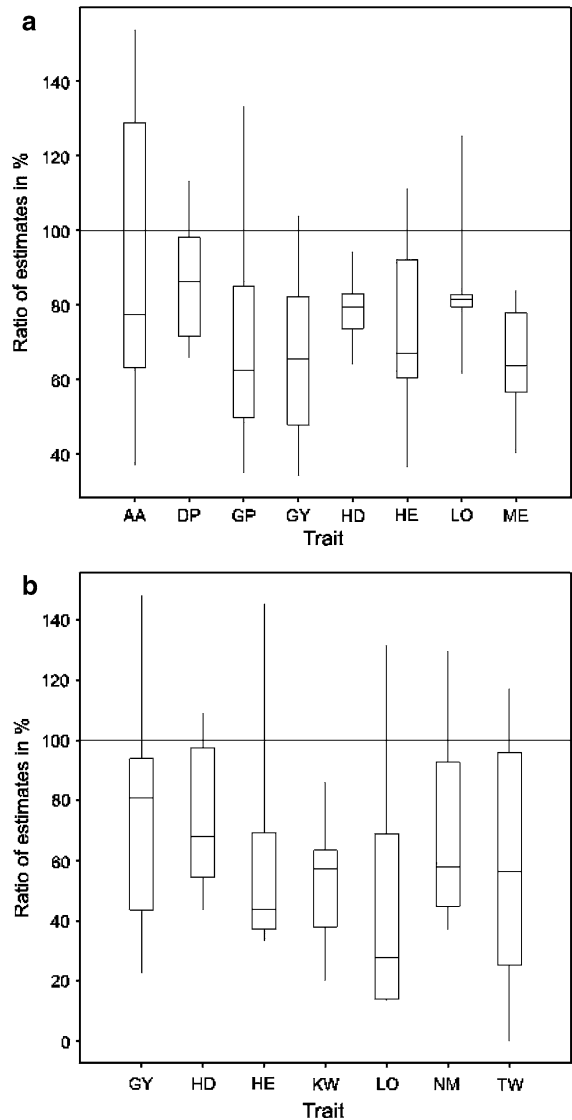 a
Ratio of estimates in %
140
120
100
80
60
40
AA DP GP GY HD HE LO ME
Trait
b
Ratio of estimates in %
140
120
100
80
60
40
20
0
GY HD HE KW LO NM TW
Trait